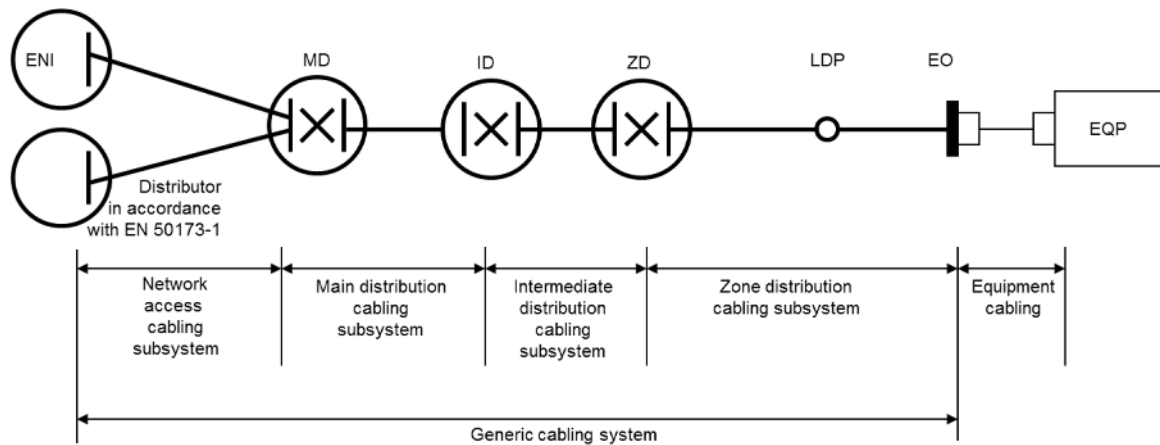 ENI
MD
ID
ZD
LDP
EO
EQP
Distributor
in accordance
with EN 50173-1
Network
access
cabling
subsystem
Main distribution
cabling
subsystem
Intermediate
distribution
cabling
subsystem
Zone distribution
cabling subsystem
Equipment
cabling
Generic cabling system